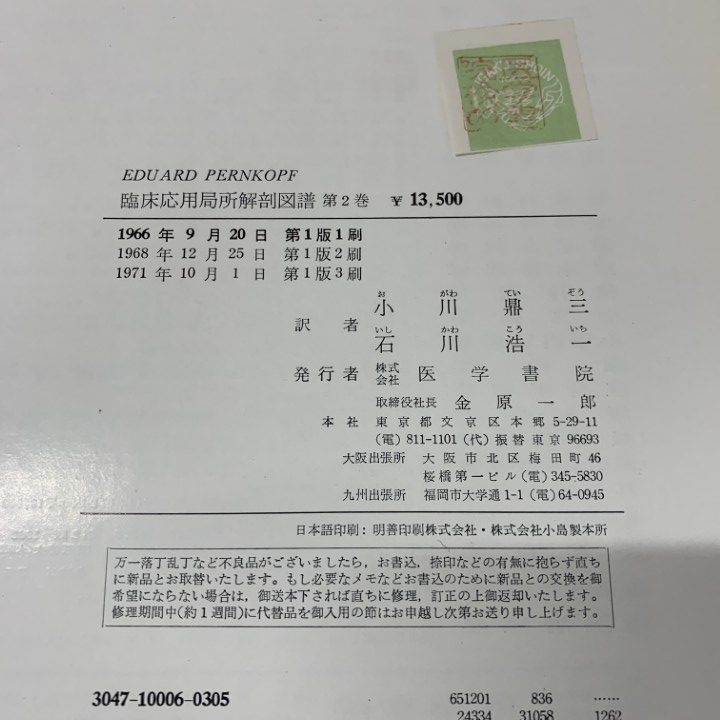 EDUARD PERNKOPF
臨床応用局所解剖図譜 第2巻 ¥ 13,500
1966 年 9 月 20 日 第1版1刷
1968 年 12 月 25 日 第1版2刷
1971 年 10 月 1 日 第1版3刷
お がわ てい ぞう
訳 者 小 川 鼎 三
いし かわ こう いち
石 川 浩 一
発行者 株式会社 医 学 書 院
取締役社長 金 原 一 郎
本 社 東京都文京区本郷 5-29-11
(電) 811-1101 (代) 振替東京 96693
大阪出張所 大阪市北区梅田町 46
桜橋第一ビル (電) 345-5830
九州出張所 福岡市大学通 1-1 (電) 64-0945
日本語印刷: 明善印刷株式会社・株式会社小島製本所
万一落丁乱丁など不良品がございましたら,お書込,捺印などの有無に抱らず直ち
に新品とお取替いたします。もし必要なメモなどお書込のために新品との交換を御
希望にならない場合は,御送本下されば直ちに修理,訂正の上御返却いたします。
修理期間中(約1週間)に代替品を御入用の節はお申越し次第お送り申し上げます。
3047-10006-0305
651201 836 ……
24334 31058 1262